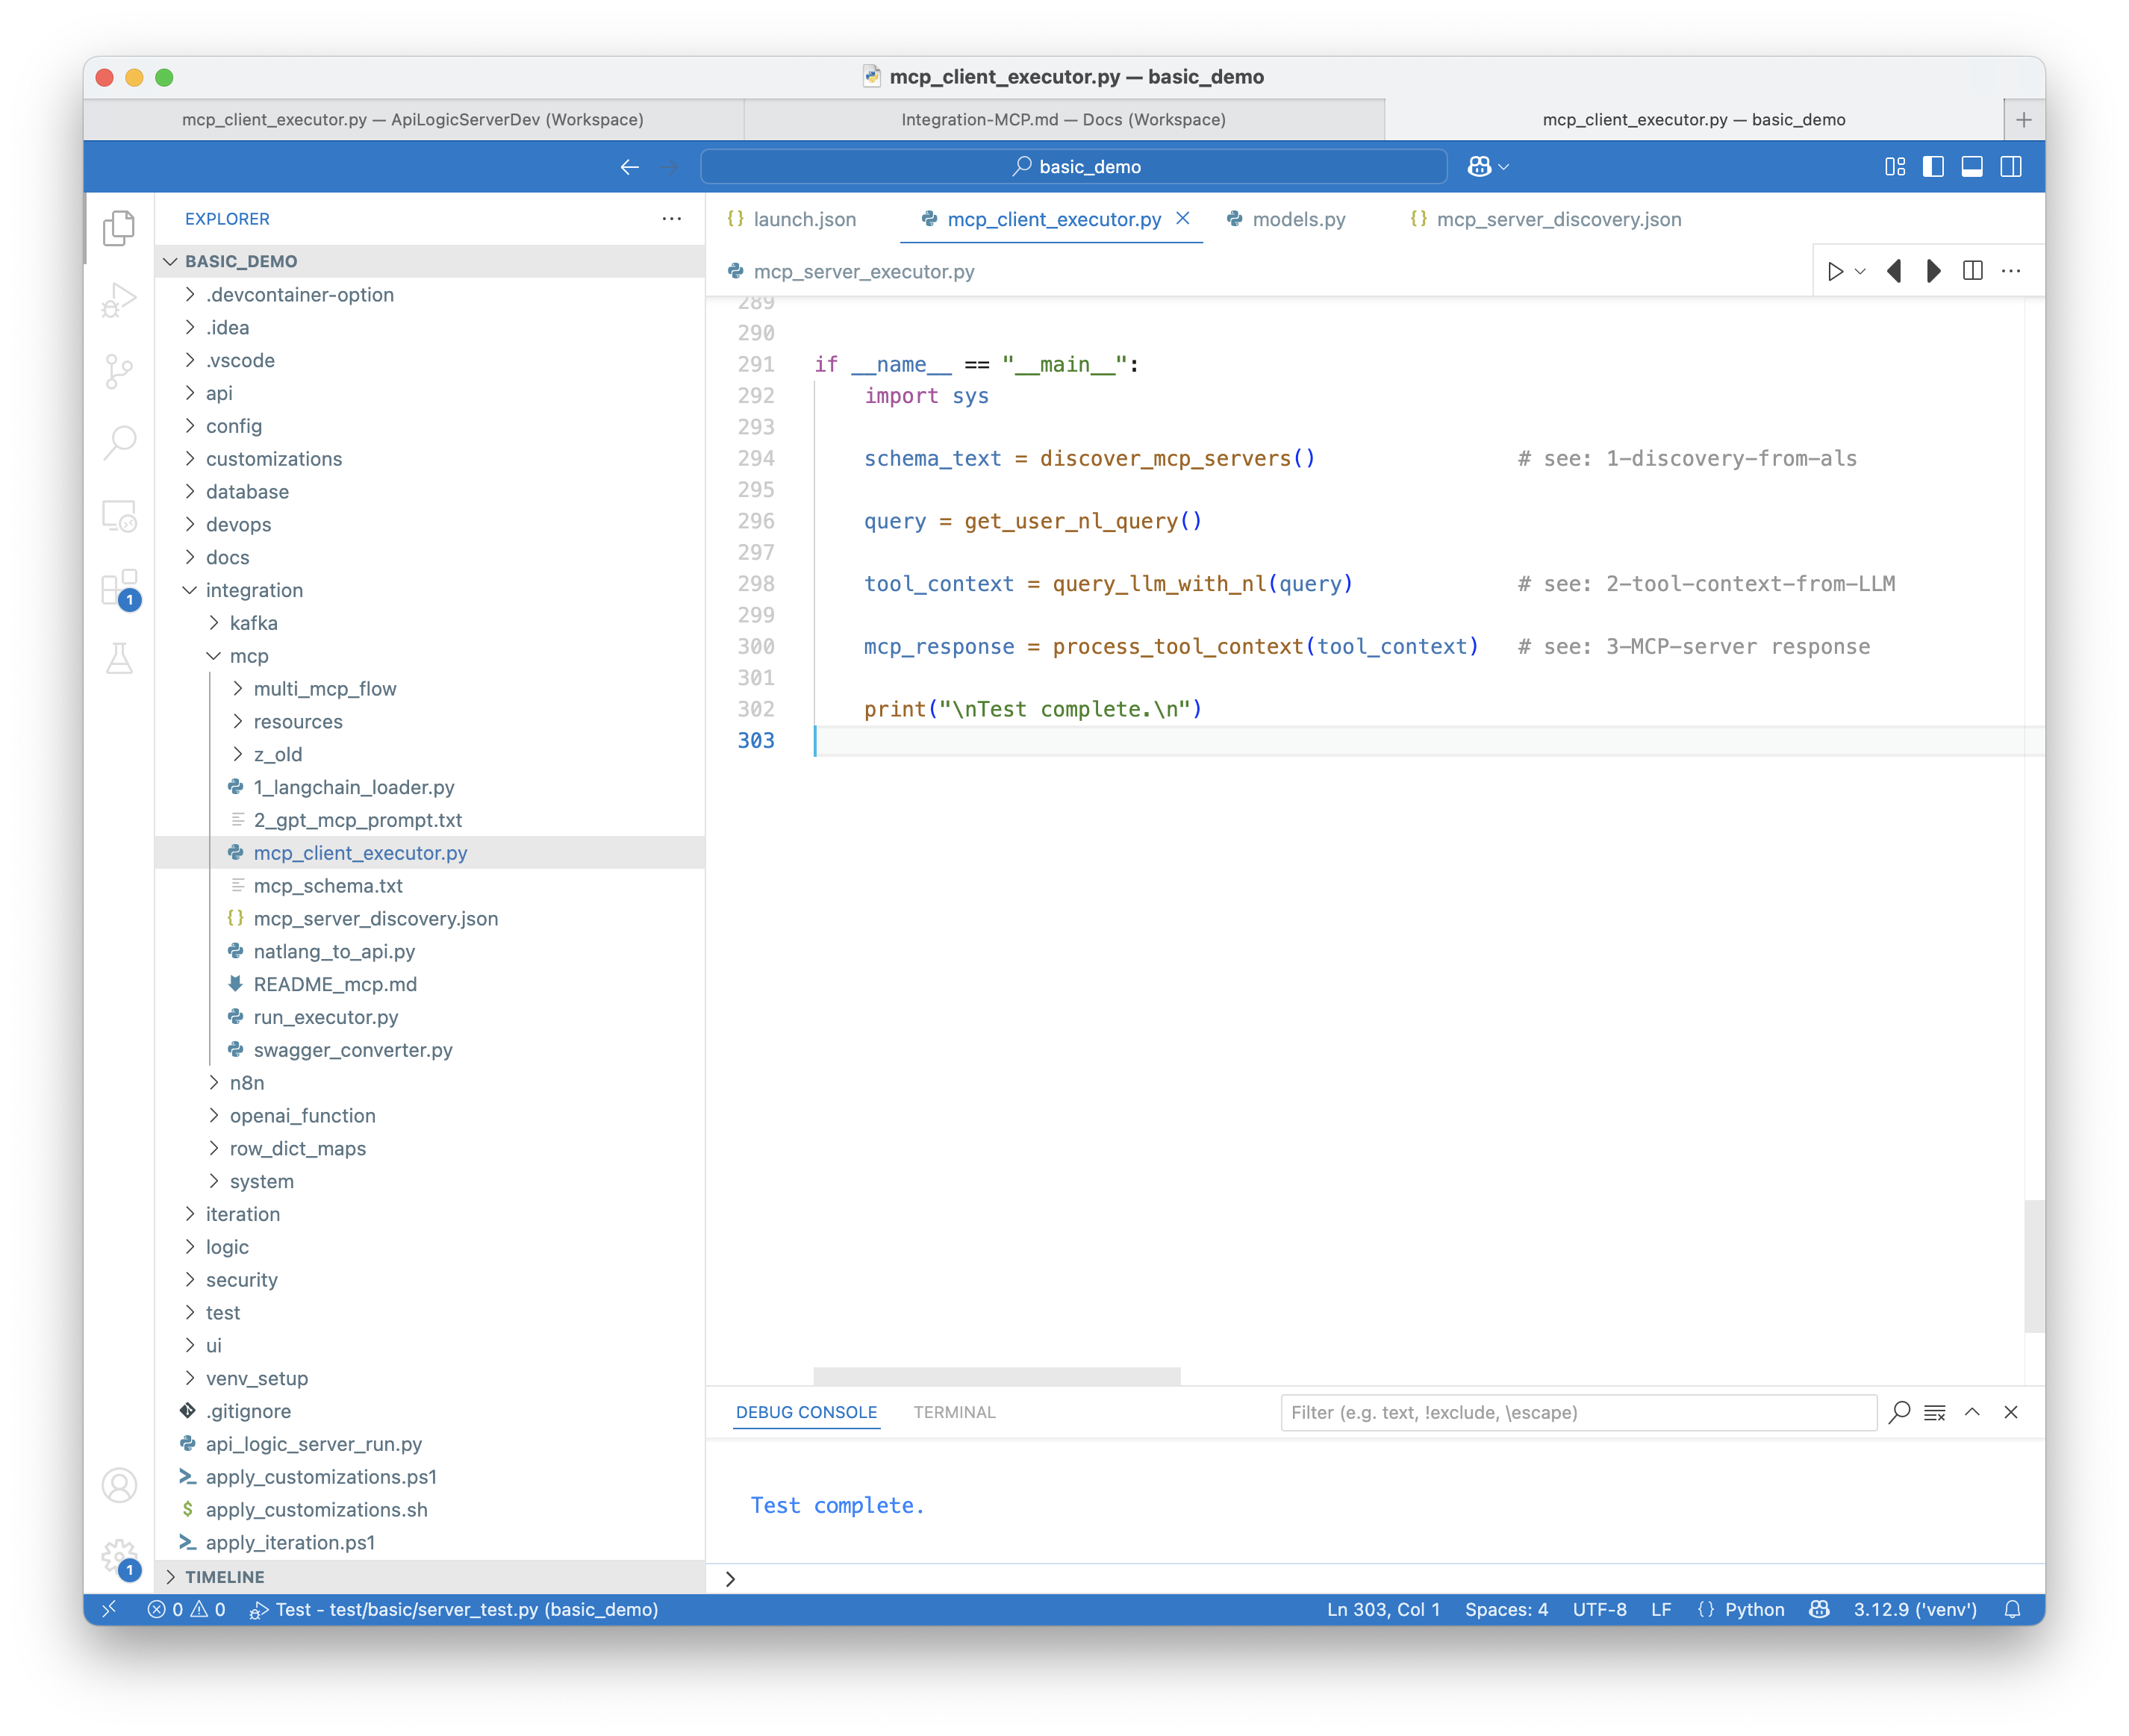 mcp_client_executor.py — basic_demo
mcp_client_executor.py — ApiLogicServerDev (Workspace)
Integration-MCP.md — Docs (Workspace)
mcp_client_executor.py — basic_demo
basic_demo
EXPLORER
BASIC_DEMO
.devcontainer-option
.idea
.vscode
api
config
customizations
database
devops
docs
integration
kafka
mcp
multi_mcp_flow
resources
z_old
1_langchain_loader.py
2_gpt_mcp_prompt.txt
mcp_client_executor.py
mcp_schema.txt
mcp_server_discovery.json
natlang_to_api.py
README_mcp.md
run_executor.py
swagger_converter.py
n8n
openai_function
row_dict_maps
system
iteration
logic
security
test
ui
venv_setup
.gitignore
api_logic_server_run.py
apply_customizations.ps1
apply_customizations.sh
apply_iteration.ps1
TIMELINE
1
1
launch.json
mcp_client_executor.py
models.py
mcp_server_discovery.json
mcp_server_executor.py
289
290
291 if __name__ == "__main__":
292 import sys
293
294 schema_text = discover_mcp_servers() # see: 1-discovery-from-als
295
296 query = get_user_nl_query()
297
298 tool_context = query_llm_with_nl(query) # see: 2-tool-context-from-LLM
299
300 mcp_response = process_tool_context(tool_context) # see: 3-MCP-server response
301
302 print("\nTest complete.\n")
303
DEBUG CONSOLE
TERMINAL
Filter (e.g. text, !exclude, \escape)
Test complete.
0 0 Test - test/basic/server_test.py (basic_demo)
Ln 303, Col 1 Spaces: 4 UTF-8 LF {} Python 3.12.9 ('venv')